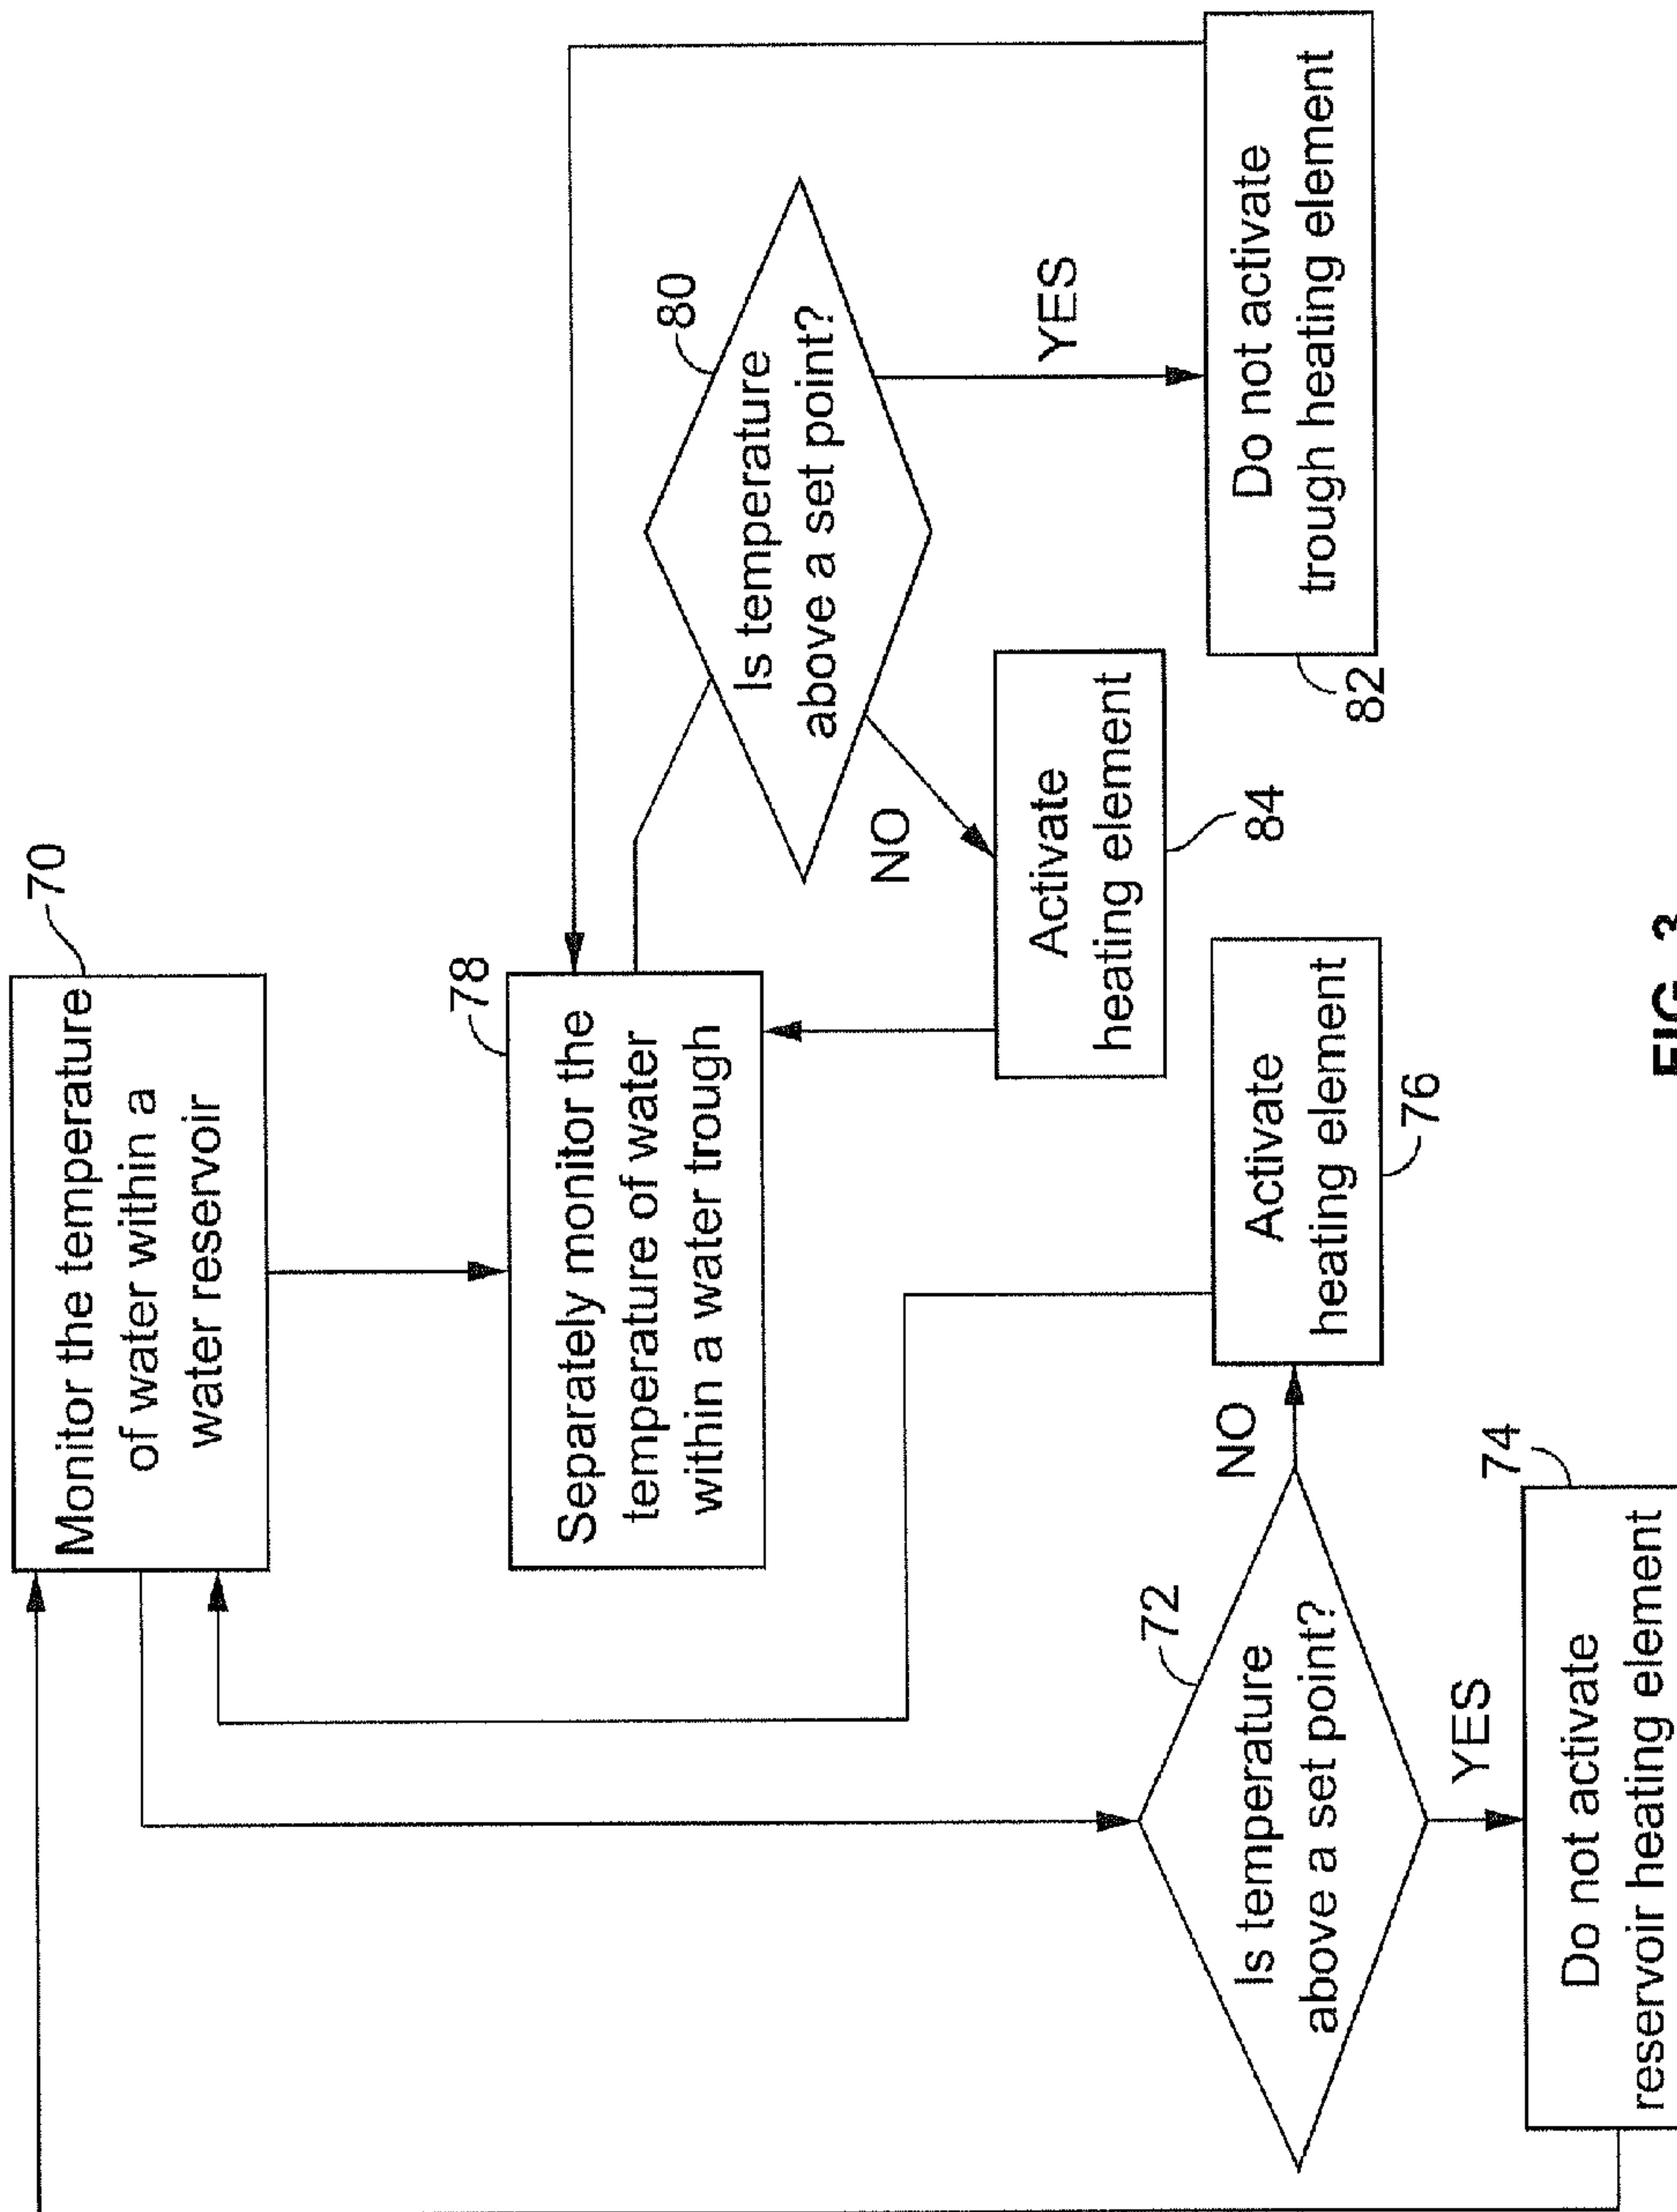 70
Monitor the temperature
of water within a
water reservoir
78
Separately monitor the
temperature of water
within a water trough
80
Is temperature
above a set point?
NO
YES
Activate
heating element
84
Do not activate
trough heating element
82
72
Is temperature
above a set point?
NO
YES
Activate
heating element
76
74
Do not activate
reservoir heating element
FIG. 3